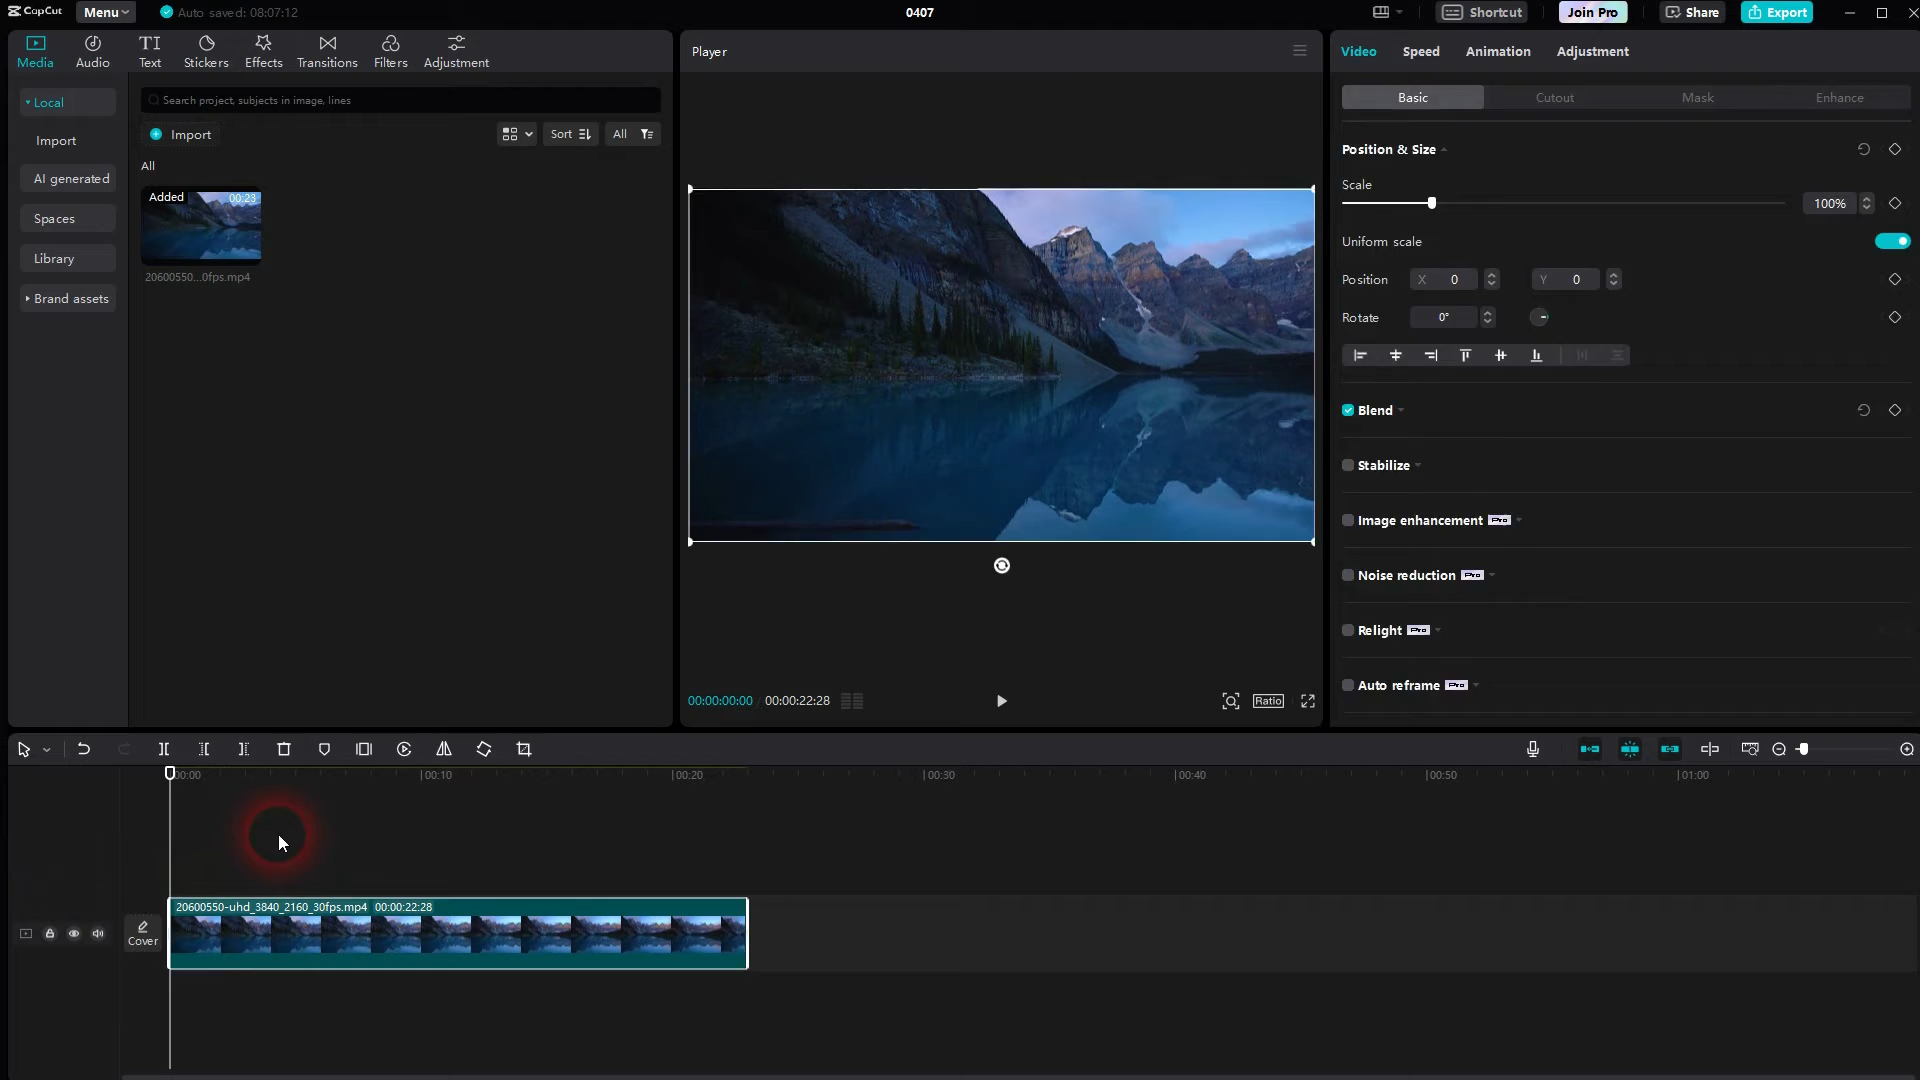 CapCut
Menu
Auto saved: 08:07:12
0407
Shortcut
Join Pro
Share
Export
Media
Audio
Text
Stickers
Effects
Transitions
Filters
Adjustment
Local
Import
AI generated
Spaces
Library
Brand assets
Search project, subjects in image, lines
Import
Sort
All
All
Added
00:23
20600550...0fps.mp4
Player
00:00:00:00
00:00:22:28
Ratio
Video
Speed
Animation
Adjustment
Basic
Cutout
Mask
Enhance
Position & Size
Scale
100%
Uniform scale
Position
X 0
Y 0
Rotate
0°
Blend
Stabilize
Image enhancement Pro
Noise reduction Pro
Relight Pro
Auto reframe Pro
00:00
00:10
00:20
00:30
00:40
00:50
01:00
Cover
20600550-uhd_3840_2160_30fps.mp4 00:00:22:28